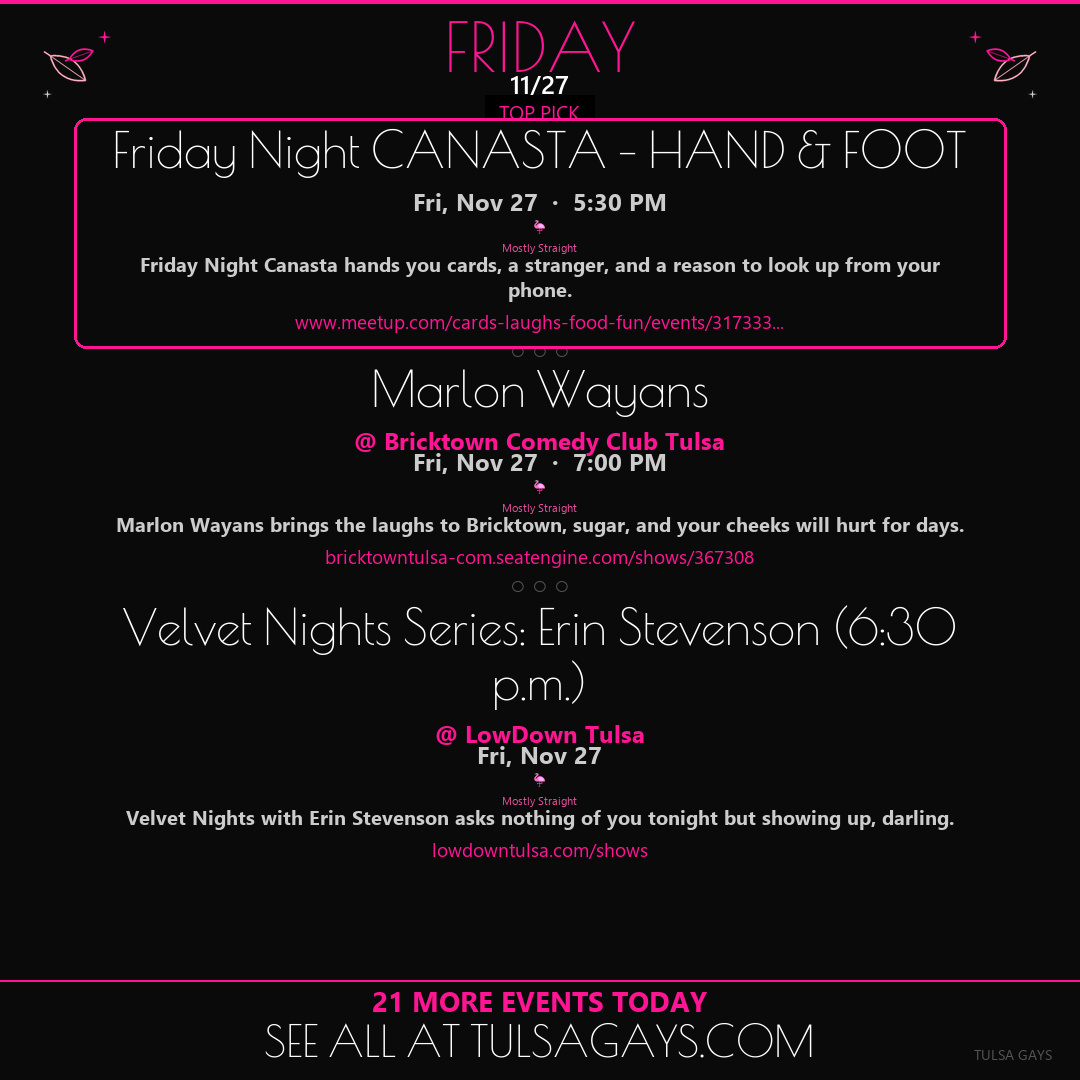 FRIDAY
11/27
TOP PICK
Friday Night CANASTA – HAND & FOOT
Fri, Nov 27 · 5:30 PM
Mostly Straight
Friday Night Canasta hands you cards, a stranger, and a reason to look up from your
phone.
www.meetup.com/cards-laughs-food-fun/events/317333...
Marlon Wayans
@ Bricktown Comedy Club Tulsa
Fri, Nov 27 · 7:00 PM
Mostly Straight
Marlon Wayans brings the laughs to Bricktown, sugar, and your cheeks will hurt for days.
bricktowntulsa-com.seatengine.com/shows/367308
Velvet Nights Series: Erin Stevenson (6:30
p.m.)
@ LowDown Tulsa
Fri, Nov 27
Mostly Straight
Velvet Nights with Erin Stevenson asks nothing of you tonight but showing up, darling.
lowdowntulsa.com/shows
21 MORE EVENTS TODAY
SEE ALL AT TULSAGAYS.COM
TULSA GAYS